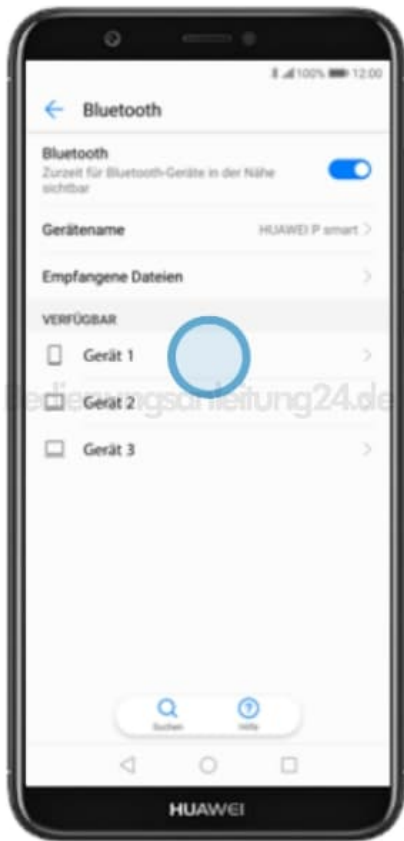 100% 12:00
Bluetooth
Bluetooth
Zurzeit für Bluetooth-Geräte in der Nähe
sichtbar
Gerätename HUAWEI P smart
Empfangene Dateien
VERFÜGBAR
Gerät 1
Bedienungsanleitung24.de
Gerät 2
Gerät 3
Suchen Hilfe
HUAWEI